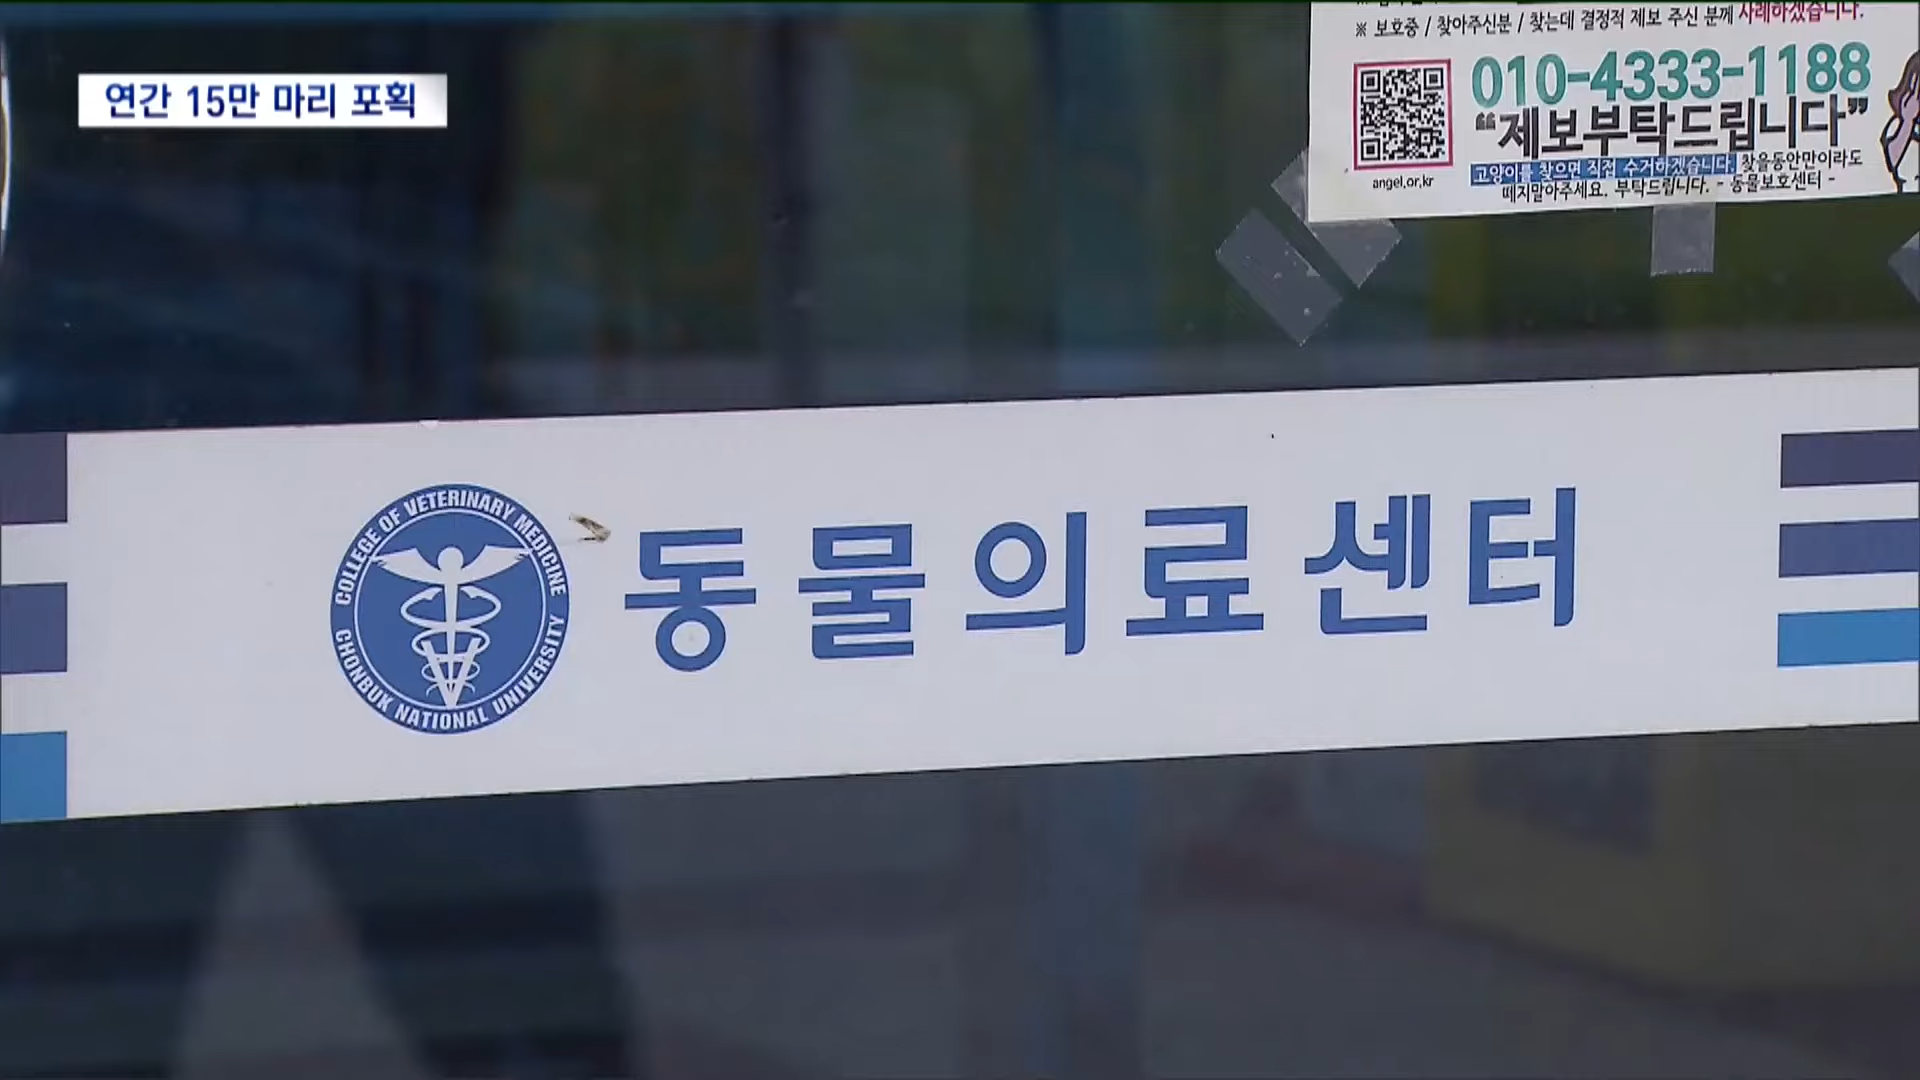 연간 15만 마리 포획
※ 보호중 / 찾아주신분 / 찾는데 결정적 제보 주신 분께 사례하겠습니다.
010-4333-1188
“제보부탁드립니다”
고양이를 찾으면 직접 수거하겠습니다. 찾을동안만이라도
떼지말아주세요. 부탁드립니다. - 동물보호센터 -
angel.or.kr
COLLEGE OF VETERINARY MEDICINE
CHONBUK NATIONAL UNIVERSITY
동물의료센터